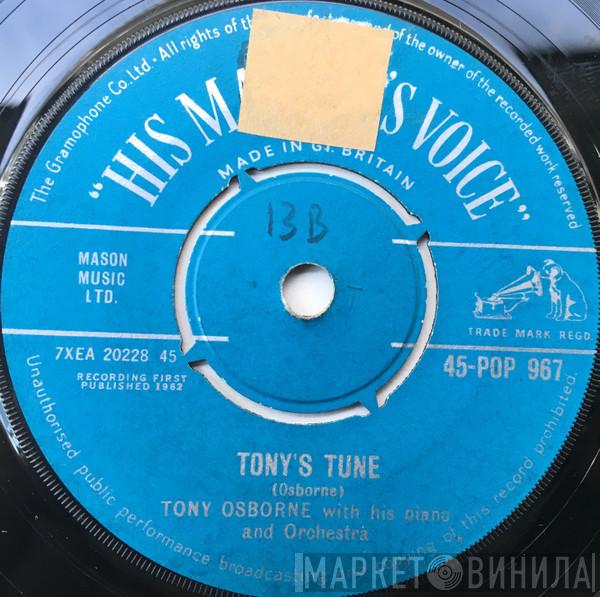 The Gramophone Co. Ltd. · All rights of the of the owner of the recorded work reserved
"HIS MA 'S VOICE"
MADE IN GT. BRITAIN
13B
MASON
MUSIC
LTD.
TRADE MARK REGD.
7XEA 20228 45
45-POP 967
RECORDING FIRST
PUBLISHED 1962
TONY'S TUNE
(Osborne)
TONY OSBORNE with his piano
and Orchestra
Unauthorised public performance broadcasting of this record prohibited.
МАРКЕТ ВИНИЛА